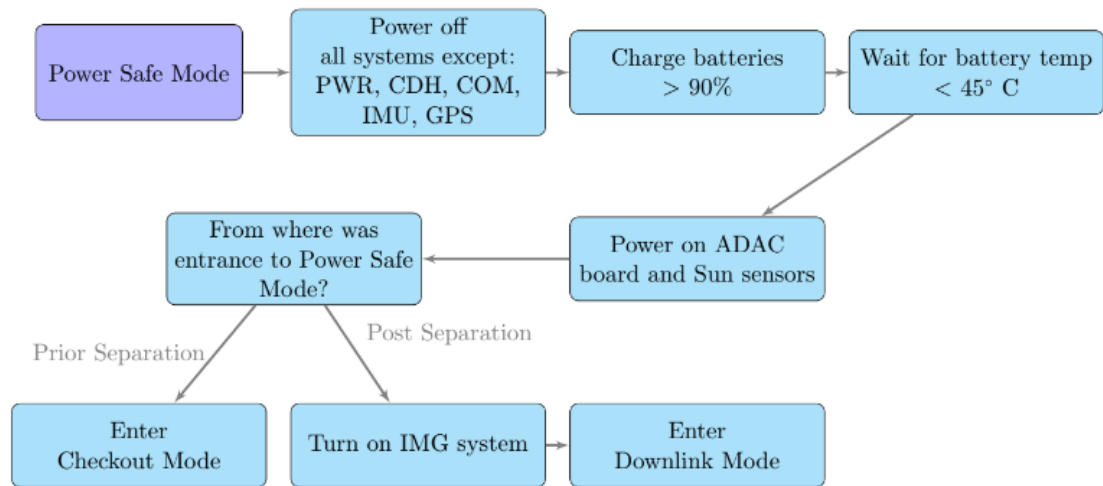 Power Safe Mode
Power off
all systems except:
PWR, CDH, COM,
IMU, GPS
Charge batteries
> 90%
Wait for battery temp
< 45° C
From where was
entrance to Power Safe
Mode?
Power on ADAC
board and Sun sensors
Prior Separation
Post Separation
Enter
Checkout Mode
Turn on IMG system
Enter
Downlink Mode